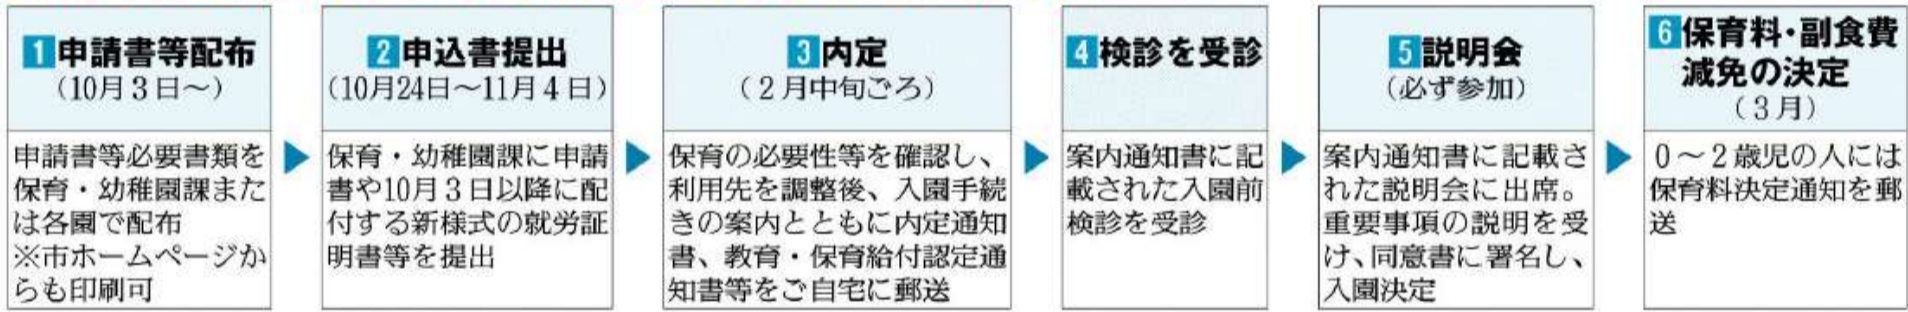 1申請書等配布
(10月3日～)
申請書等必要書類を
保育・幼稚園課また
は各園で配布
※市ホームページか
らも印刷可
2申込書提出
(10月24日～11月4日)
保育・幼稚園課に申請
書や10月3日以降に配
付する新様式の就労証
明書等を提出
3内定
(2月中旬ごろ)
保育の必要性等を確認し、
利用先を調整後、入園手続
きの案内とともに内定通知
書、教育・保育給付認定通
知書等をご自宅に郵送
4検診を受診
案内通知書に記
載された入園前
検診を受診
5説明会
(必ず参加)
案内通知書に記載さ
れた説明会に出席。
重要事項の説明を受
け、同意書に署名し、
入園決定
6保育料・副食費
減免の決定
(3月)
0～2歳児の人には
保育料決定通知を郵
送